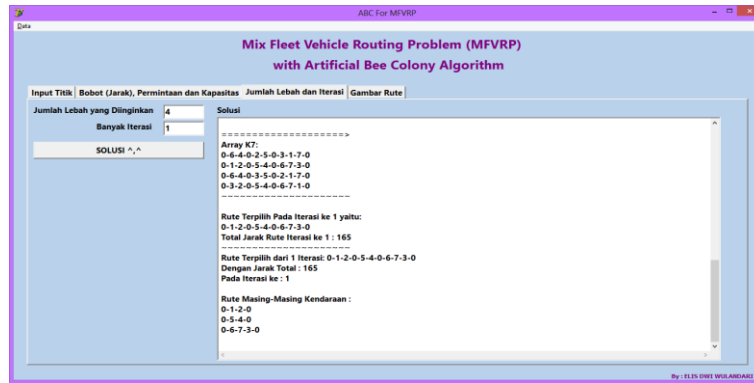 ABC For MFVRP
Data
Mix Fleet Vehicle Routing Problem (MFVRP)
with Artificial Bee Colony Algorithm
Input Titik Bobot (Jarak), Permintaan dan Kapasitas Jumlah Lebah dan Iterasi Gambar Rute
Jumlah Lebah yang Diinginkan 4
Banyak Iterasi 1
SOLUSI ^,^
Solusi
====================>
Array K7:
0-6-4-0-2-5-0-3-1-7-0
0-1-2-0-5-4-0-6-7-3-0
0-6-4-0-3-5-0-2-1-7-0
0-3-2-0-5-4-0-6-7-1-0
~~~~~~~~~~~~~~~~~~~~~
Rute Terpilih Pada Iterasi ke 1 yaitu:
0-1-2-0-5-4-0-6-7-3-0
Total Jarak Rute Iterasi ke 1 : 165
~~~~~~~~~~~~~~~~~~~~~
Rute Terpilih dari 1 Iterasi: 0-1-2-0-5-4-0-6-7-3-0
Dengan Jarak Total : 165
Pada Iterasi ke : 1
Rute Masing-Masing Kendaraan :
0-1-2-0
0-5-4-0
0-6-7-3-0
By : ELIS DWI WULANDARI